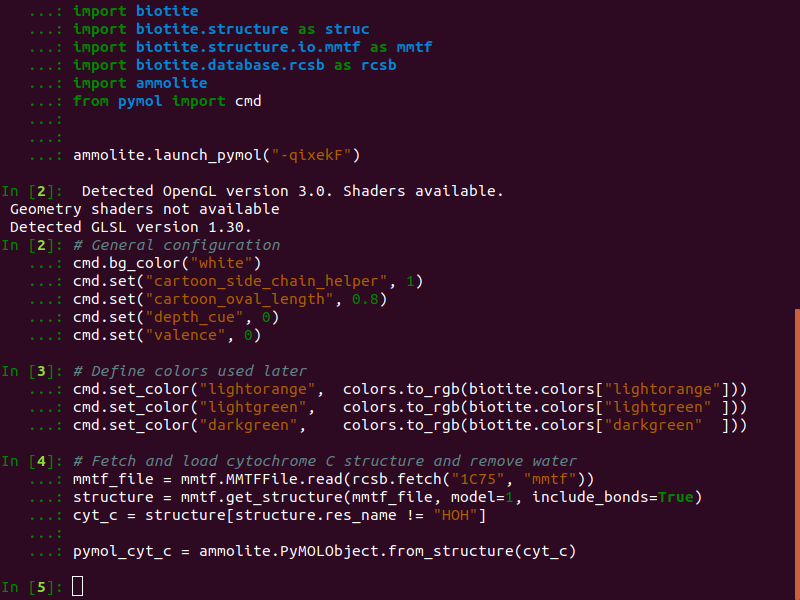 ...: import biotite
...: import biotite.structure as struc
...: import biotite.structure.io.mmtf as mmtf
...: import biotite.database.rcsb as rcsb
...: import ammolite
...: from pymol import cmd
...:
...:
...: ammolite.launch_pymol("-qixekF")
In [2]:  Detected OpenGL version 3.0. Shaders available.
Geometry shaders not available
Detected GLSL version 1.30.
In [2]: # General configuration
...: cmd.bg_color("white")
...: cmd.set("cartoon_side_chain_helper", 1)
...: cmd.set("cartoon_oval_length", 0.8)
...: cmd.set("depth_cue", 0)
...: cmd.set("valence", 0)
In [3]: # Define colors used later
...: cmd.set_color("lightorange",  colors.to_rgb(biotite.colors["lightorange"]))
...: cmd.set_color("lightgreen",   colors.to_rgb(biotite.colors["lightgreen" ]))
...: cmd.set_color("darkgreen",    colors.to_rgb(biotite.colors["darkgreen"  ]))
In [4]: # Fetch and load cytochrome C structure and remove water
...: mmtf_file = mmtf.MMTFFile.read(rcsb.fetch("1C75", "mmtf"))
...: structure = mmtf.get_structure(mmtf_file, model=1, include_bonds=True)
...: cyt_c = structure[structure.res_name != "HOH"]
...:
...: pymol_cyt_c = ammolite.PyMOLObject.from_structure(cyt_c)
In [5]: